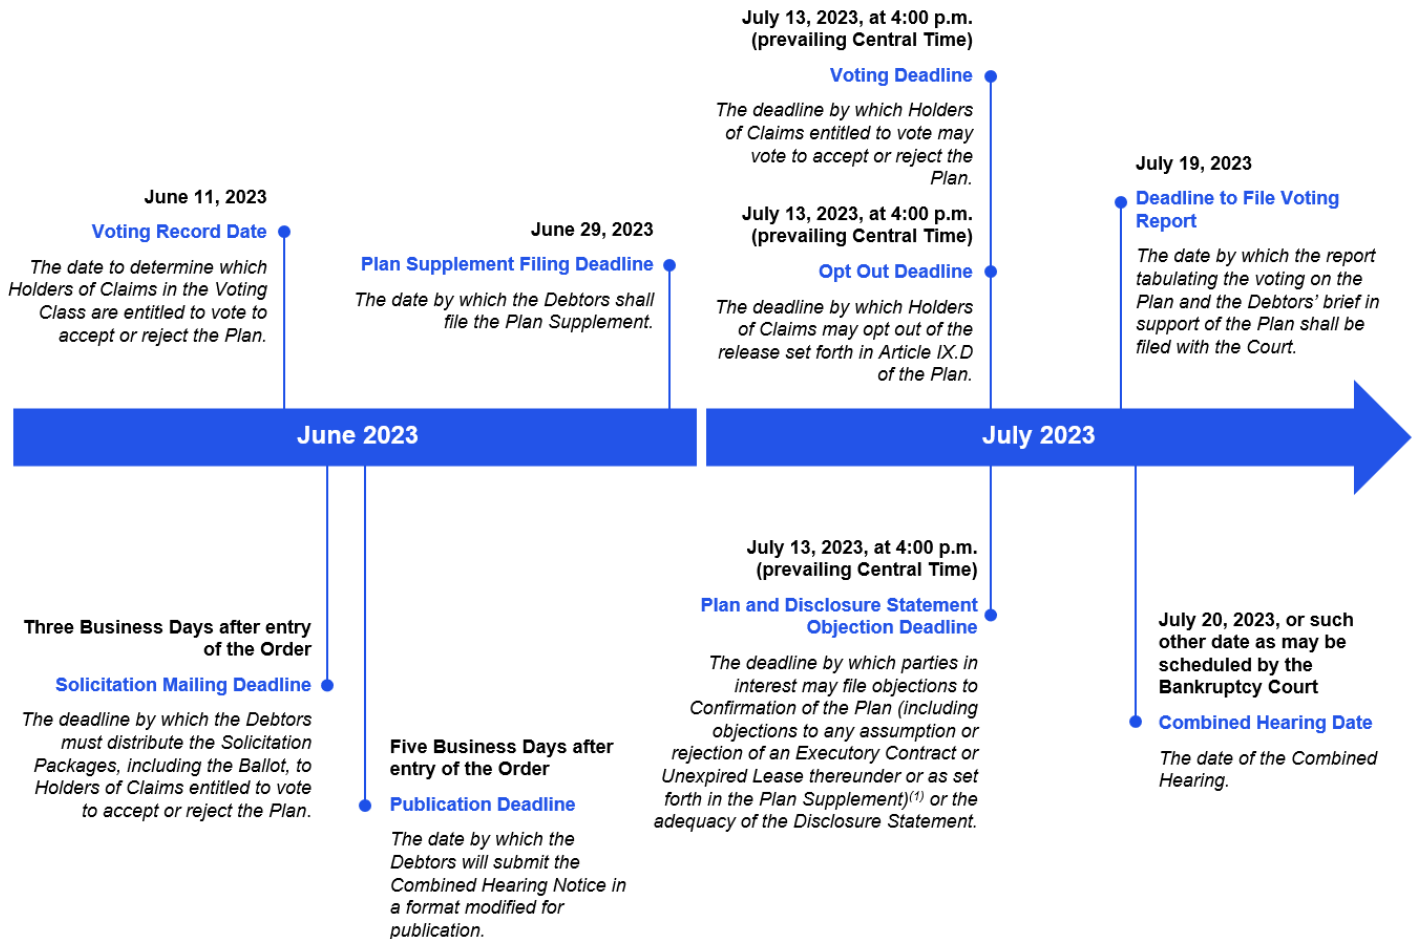 June 11, 2023
Voting Record Date
The date to determine which
Holders of Claims in the Voting
Class are entitled to vote to
accept or reject the Plan.
June 29, 2023
Plan Supplement Filing Deadline
The date by which the Debtors shall
file the Plan Supplement.
July 13, 2023, at 4:00 p.m.
(prevailing Central Time)
Voting Deadline
The deadline by which Holders
of Claims entitled to vote may
vote to accept or reject the
Plan.
July 13, 2023, at 4:00 p.m.
(prevailing Central Time)
Opt Out Deadline
The deadline by which Holders
of Claims may opt out of the
release set forth in Article IX.D
of the Plan.
July 19, 2023
Deadline to File Voting
Report
The date by which the report
tabulating the voting on the
Plan and the Debtors’ brief in
support of the Plan shall be
filed with the Court.
June 2023
July 2023
Three Business Days after entry
of the Order
Solicitation Mailing Deadline
The deadline by which the Debtors
must distribute the Solicitation
Packages, including the Ballot, to
Holders of Claims entitled to vote
to accept or reject the Plan.
Five Business Days after
entry of the Order
Publication Deadline
The date by which the
Debtors will submit the
Combined Hearing Notice in
a format modified for
publication.
July 13, 2023, at 4:00 p.m.
(prevailing Central Time)
Plan and Disclosure Statement
Objection Deadline
The deadline by which parties in
interest may file objections to
Confirmation of the Plan (including
objections to any assumption or
rejection of an Executory Contract or
Unexpired Lease thereunder or as set
forth in the Plan Supplement)(1) or the
adequacy of the Disclosure Statement.
July 20, 2023, or such
other date as may be
scheduled by the
Bankruptcy Court
Combined Hearing Date
The date of the Combined
Hearing.